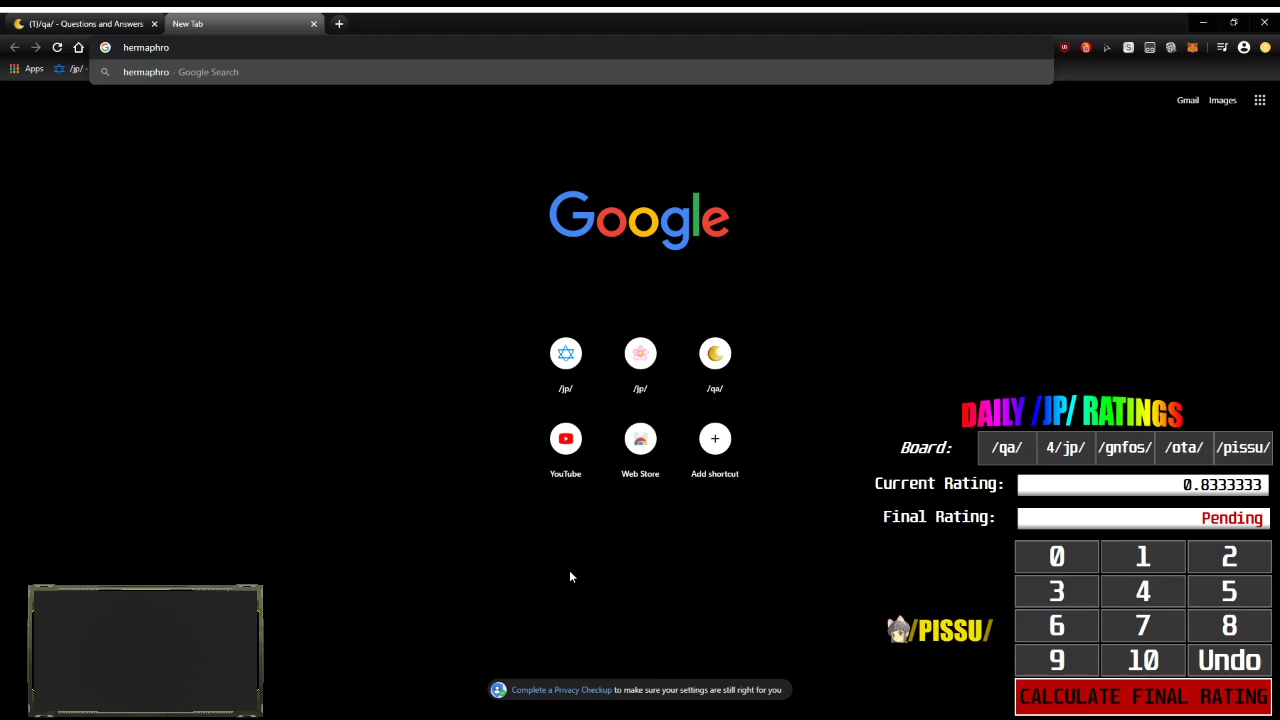 (1)/qa/ - Questions and Answers
New Tab
hermaphro
Apps
/jp/ -
hermaphro - Google Search
Gmail Images
Google
/jp/ /jp/ /qa/
YouTube Web Store Add shortcut
DAILY /JP/ RATINGS
Board: /qa/ 4/jp/ /gnfos/ /ota/ /pissu/
Current Rating: 0.8333333
Final Rating: Pending
0 1 2
3 4 5
6 7 8
/PISSU/
9 10 Undo
CALCULATE FINAL RATING
Complete a Privacy Checkup to make sure your settings are still right for you